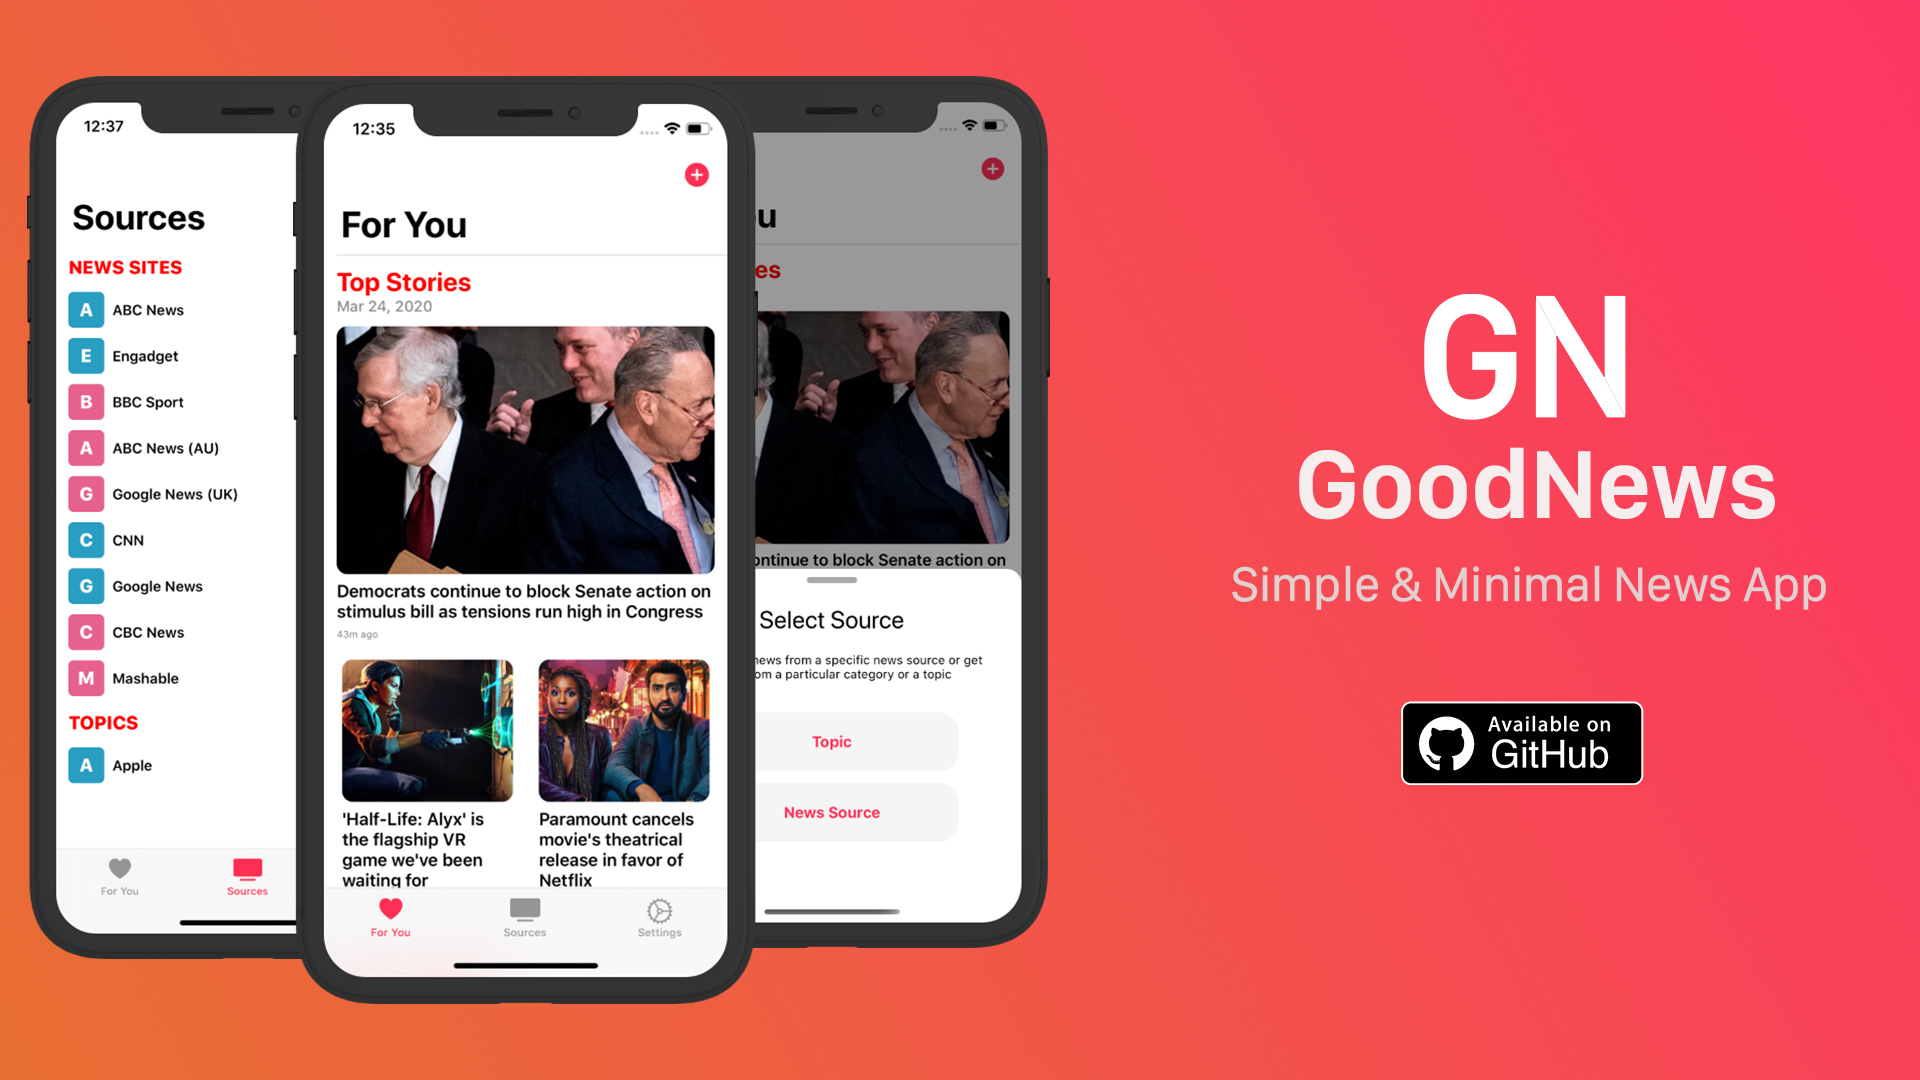 12:37
Sources
NEWS SITES
A ABC News
E Engadget
B BBC Sport
A ABC News (AU)
G Google News (UK)
C CNN
G Google News
C CBC News
M Mashable
TOPICS
A Apple
For You
Sources
12:35
For You
Top Stories
Mar 24, 2020
Democrats continue to block Senate action on
stimulus bill as tensions run high in Congress
43m ago
'Half-Life: Alyx' is
the flagship VR
game we've been
waiting for
Paramount cancels
movie's theatrical
release in favor of
Netflix
For You
Sources
Settings
u
es
ontinue to block Senate action on
Select Source
news from a specific news source or get
om a particular category or a topic
Topic
News Source
GN
GoodNews
Simple & Minimal News App
Available on
GitHub